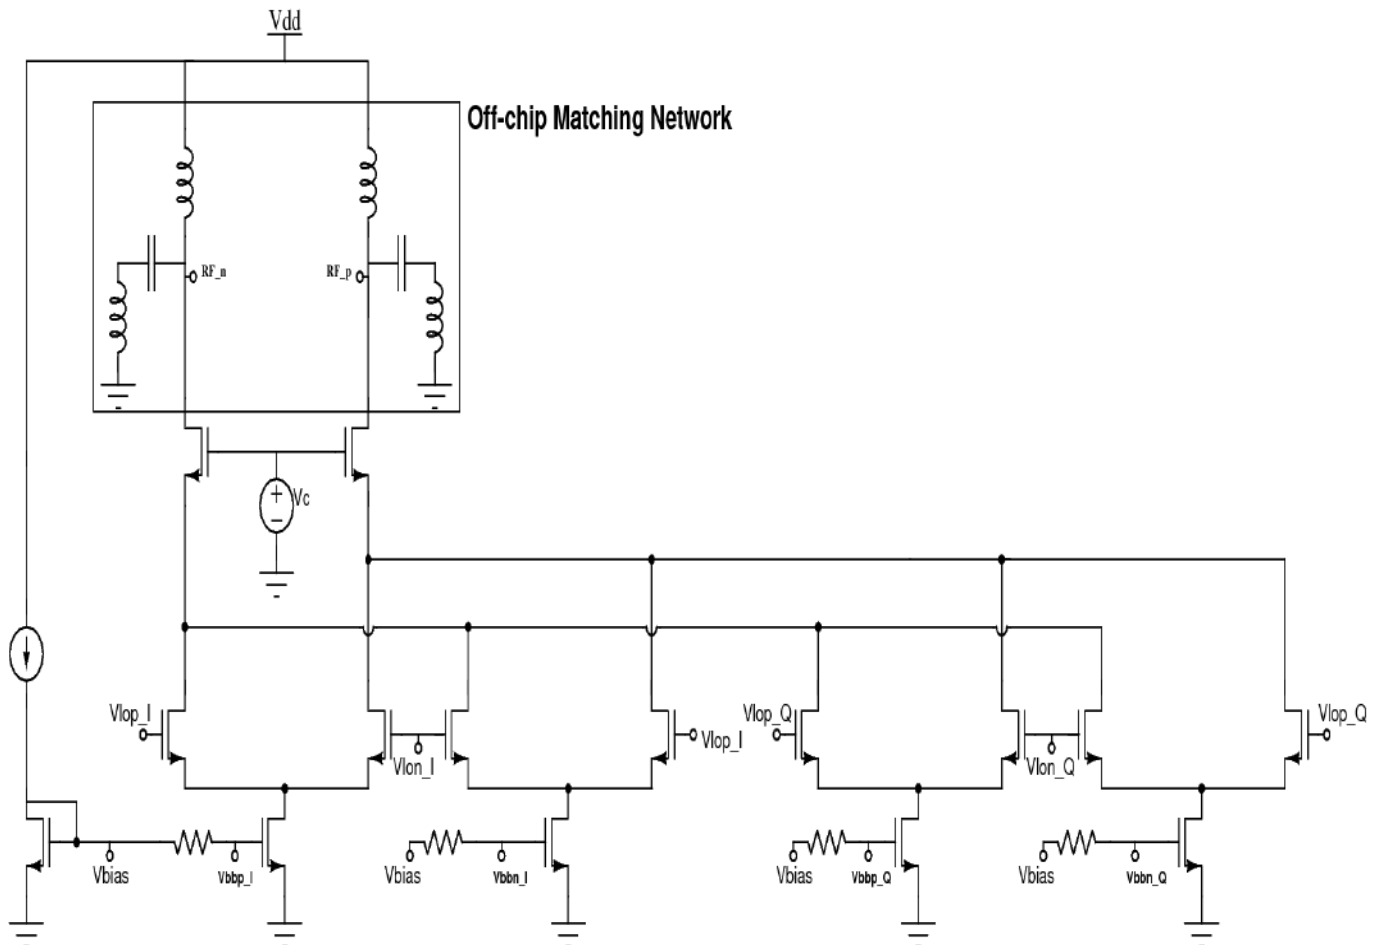 Vdd
Off-chip Matching Network
RF_n
RF_p
+
Vc
−
Vlop_I
Vlon_I
Vlop_I
Vlop_Q
Vlon_Q
Vlop_Q
Vbias
Vbbp_I
Vbias
Vbbn_I
Vbias
Vbbp_Q
Vbias
Vbbn_Q